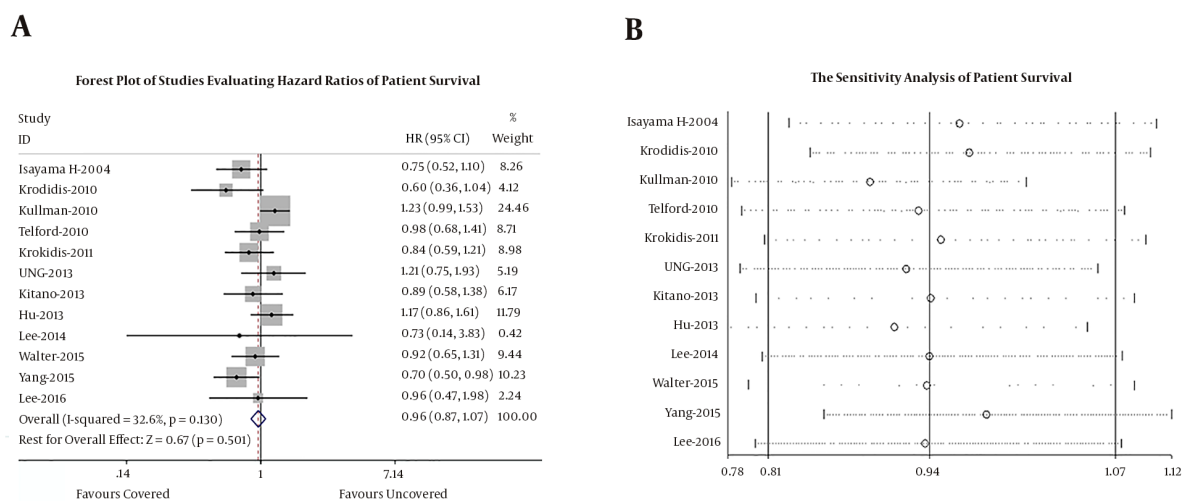 A
Forest Plot of Studies Evaluating Hazard Ratios of Patient Survival
Study %
ID HR (95% CI) Weight
Isayama H-2004 0.75 (0.52, 1.10) 8.26
Krodidis-2010 0.60 (0.36, 1.04) 4.12
Kullman-2010 1.23 (0.99, 1.53) 24.46
Telford-2010 0.98 (0.68, 1.41) 8.71
Krokidis-2011 0.84 (0.59, 1.21) 8.98
UNG-2013 1.21 (0.75, 1.93) 5.19
Kitano-2013 0.89 (0.58, 1.38) 6.17
Hu-2013 1.17 (0.86, 1.61) 11.79
Lee-2014 0.73 (0.14, 3.83) 0.42
Walter-2015 0.92 (0.65, 1.31) 9.44
Yang-2015 0.70 (0.50, 0.98) 10.23
Lee-2016 0.96 (0.47, 1.98) 2.24
Overall (I-squared = 32.6%, p = 0.130) 0.96 (0.87, 1.07) 100.00
Rest for Overall Effect: Z = 0.67 (p = 0.501)
.14 1 7.14
Favours Covered Favours Uncovered
B
The Sensitivity Analysis of Patient Survival
Isayama H-2004
Krodidis-2010
Kullman-2010
Telford-2010
Krokidis-2011
UNG-2013
Kitano-2013
Hu-2013
Lee-2014
Walter-2015
Yang-2015
Lee-2016
0.78 0.81 0.94 1.07 1.12